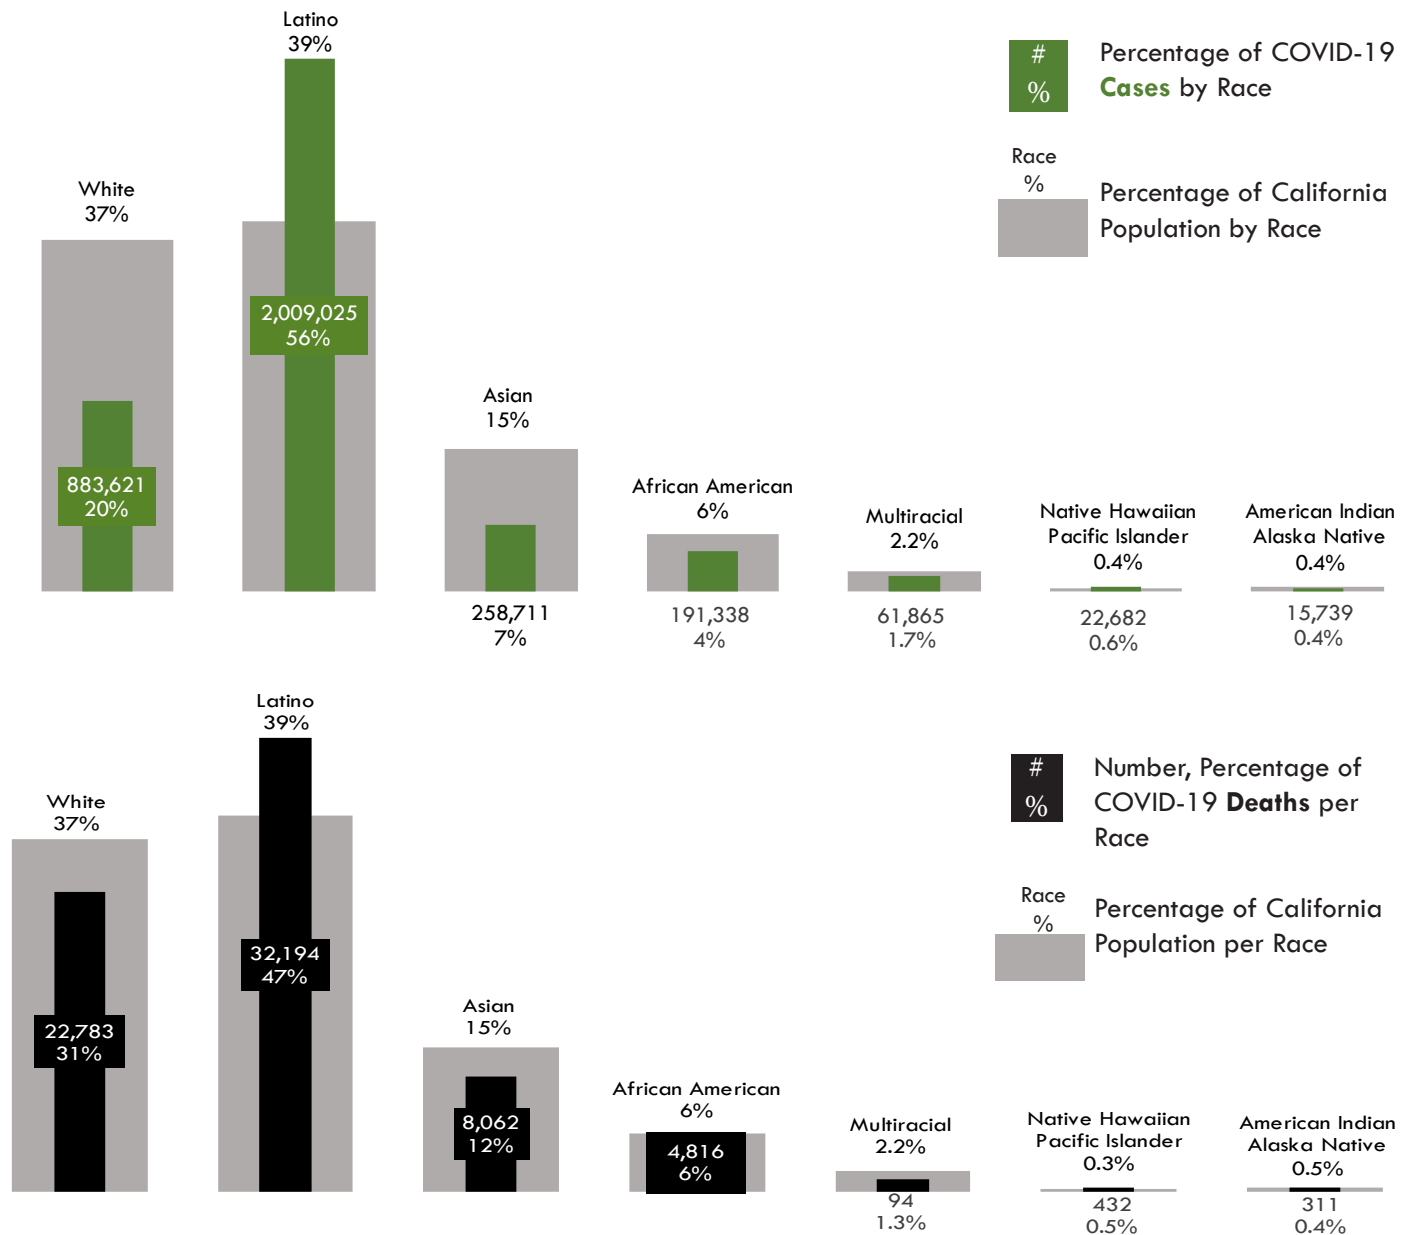 Latino
39%
#
%
Percentage of COVID-19
Cases by Race
Race
%
Percentage of California
Population by Race
White
37%
2,009,025
56%
883,621
20%
Asian
15%
258,711
7%
African American
6%
191,338
4%
Multiracial
2.2%
61,865
1.7%
Native Hawaiian
Pacific Islander
0.4%
22,682
0.6%
American Indian
Alaska Native
0.4%
15,739
0.4%
Latino
39%
#
%
Number, Percentage of
COVID-19 Deaths per
Race
Race
%
Percentage of California
Population per Race
White
37%
32,194
47%
22,783
31%
Asian
15%
8,062
12%
African American
6%
4,816
6%
Multiracial
2.2%
94
1.3%
Native Hawaiian
Pacific Islander
0.3%
432
0.5%
American Indian
Alaska Native
0.5%
311
0.4%